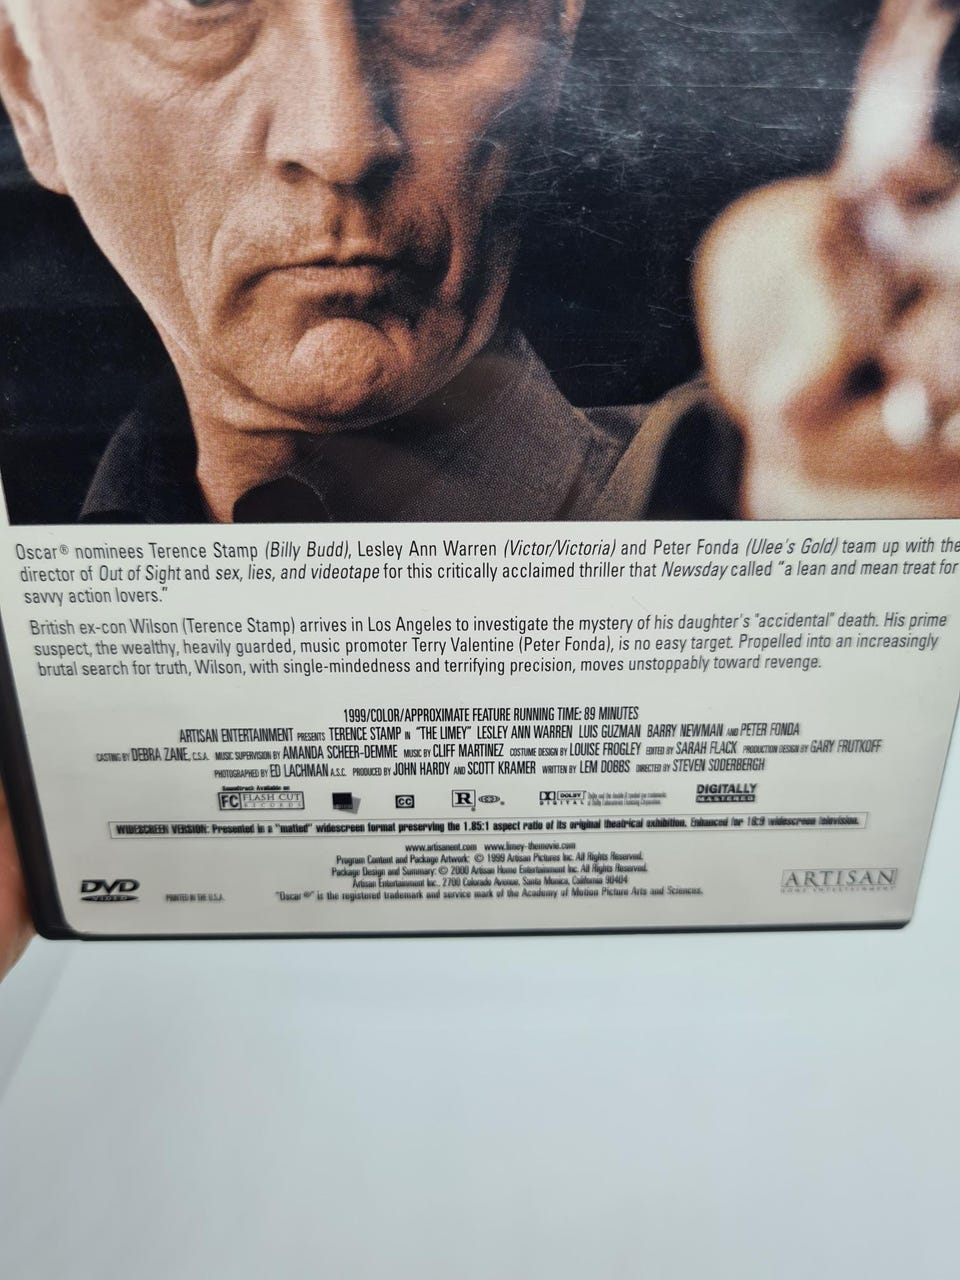 Oscar® nominees Terence Stamp (Billy Budd), Lesley Ann Warren (Victor/Victoria) and Peter Fonda (Ulee's Gold) team up with the
director of Out of Sight and sex, lies, and videotape for this critically acclaimed thriller that Newsday called "a lean and mean treat for
savvy action lovers."
British ex-con Wilson (Terence Stamp) arrives in Los Angeles to investigate the mystery of his daughter's "accidental" death. His prime
suspect, the wealthy, heavily guarded, music promoter Terry Valentine (Peter Fonda), is no easy target. Propelled into an increasingly
brutal search for truth, Wilson, with single-mindedness and terrifying precision, moves unstoppably toward revenge.
1999/COLOR/APPROXIMATE FEATURE RUNNING TIME: 89 MINUTES
ARTISAN ENTERTAINMENT PRESENTS TERENCE STAMP IN "THE LIMEY" LESLEY ANN WARREN LUIS GUZMAN BARRY NEWMAN AND PETER FONDA
CASTING BY DEBRA ZANE, C.S.A. MUSIC SUPERVISION BY AMANDA SCHEER-DEMME MUSIC BY CLIFF MARTINEZ COSTUME DESIGN BY LOUISE FROGLEY EDITED BY SARAH FLACK PRODUCTION DESIGN BY GARY FRUTKOFF
PHOTOGRAPHED BY ED LACHMAN A.S.C. PRODUCED BY JOHN HARDY AND SCOTT KRAMER WRITTEN BY LEM DOBBS DIRECTED BY STEVEN SODERBERGH
Soundtrack Available on
FC FLASH CUT RECORDS CC R DOLBY DIGITAL DIGITALLY MASTERED
WIDESCREEN VERSION: Presented in a "matted" widescreen format preserving the 1.85:1 aspect ratio of its original theatrical exhibition. Enhanced for 16:9 widescreen television.
www.artisanent.com www.limey-themovie.com
Program Content and Package Artwork: © 1999 Artisan Pictures Inc. All Rights Reserved.
Package Design and Summary: © 2000 Artisan Home Entertainment Inc. All Rights Reserved.
Artisan Entertainment Inc., 2700 Colorado Avenue, Santa Monica, California 90404
"Oscar®" is the registered trademark and service mark of the Academy of Motion Picture Arts and Sciences.
DVD VIDEO PRINTED IN THE U.S.A. ARTISAN HOME ENTERTAINMENT